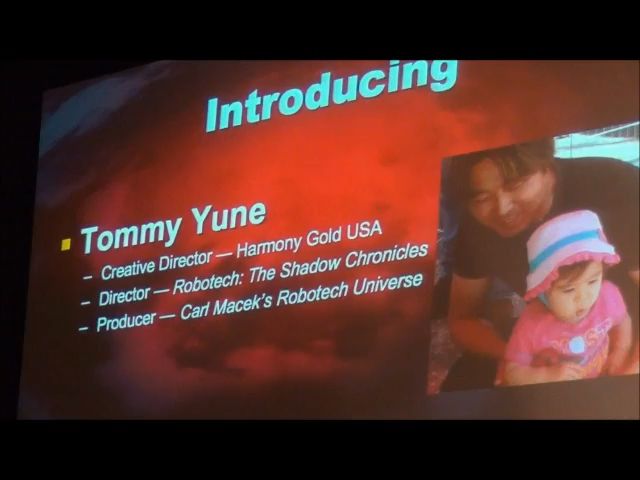 Introducing
Tommy Yune
– Creative Director — Harmony Gold USA
– Director — Robotech: The Shadow Chronicles
– Producer — Carl Macek's Robotech Universe